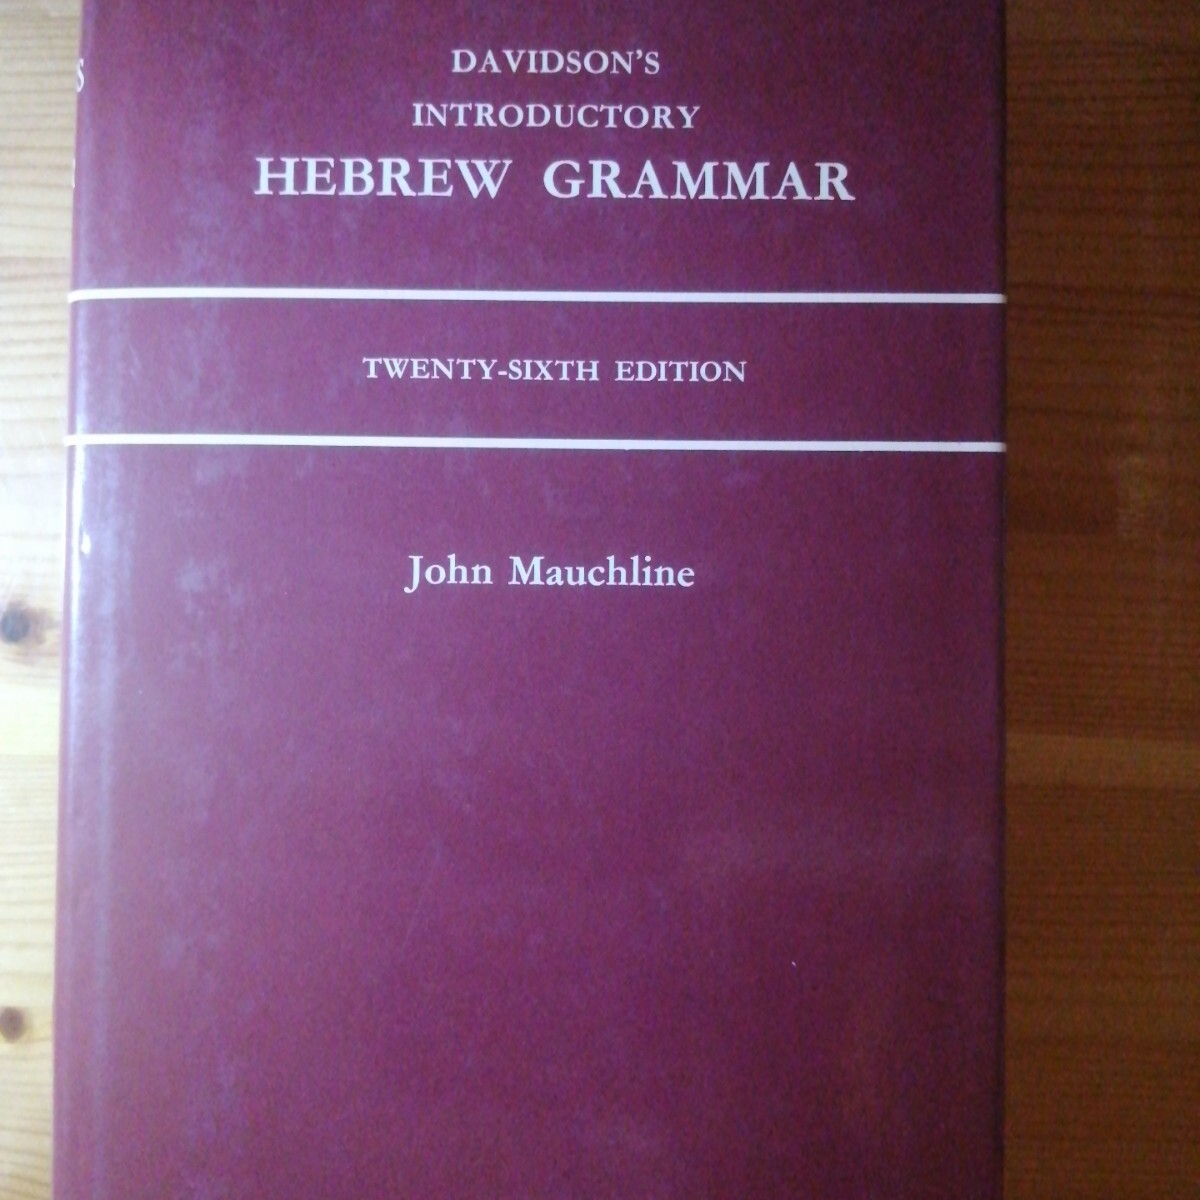 DAVIDSON'S
INTRODUCTORY
HEBREW GRAMMAR
TWENTY-SIXTH EDITION
John Mauchline